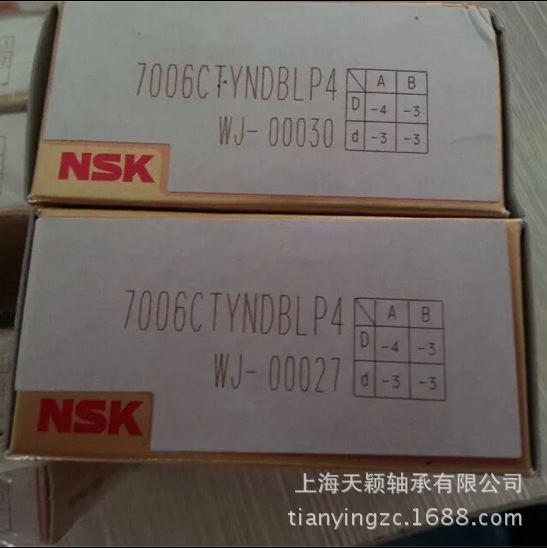 7006CTYNDBLP4
WJ-00030
A B
D -4 -3
d -3 -3
NSK
7006CTYNDBLP4
WJ-00027
A B
D -4 -3
d -3 -3
NSK
上海天颖轴承有限公司
tianyingzc.1688.com